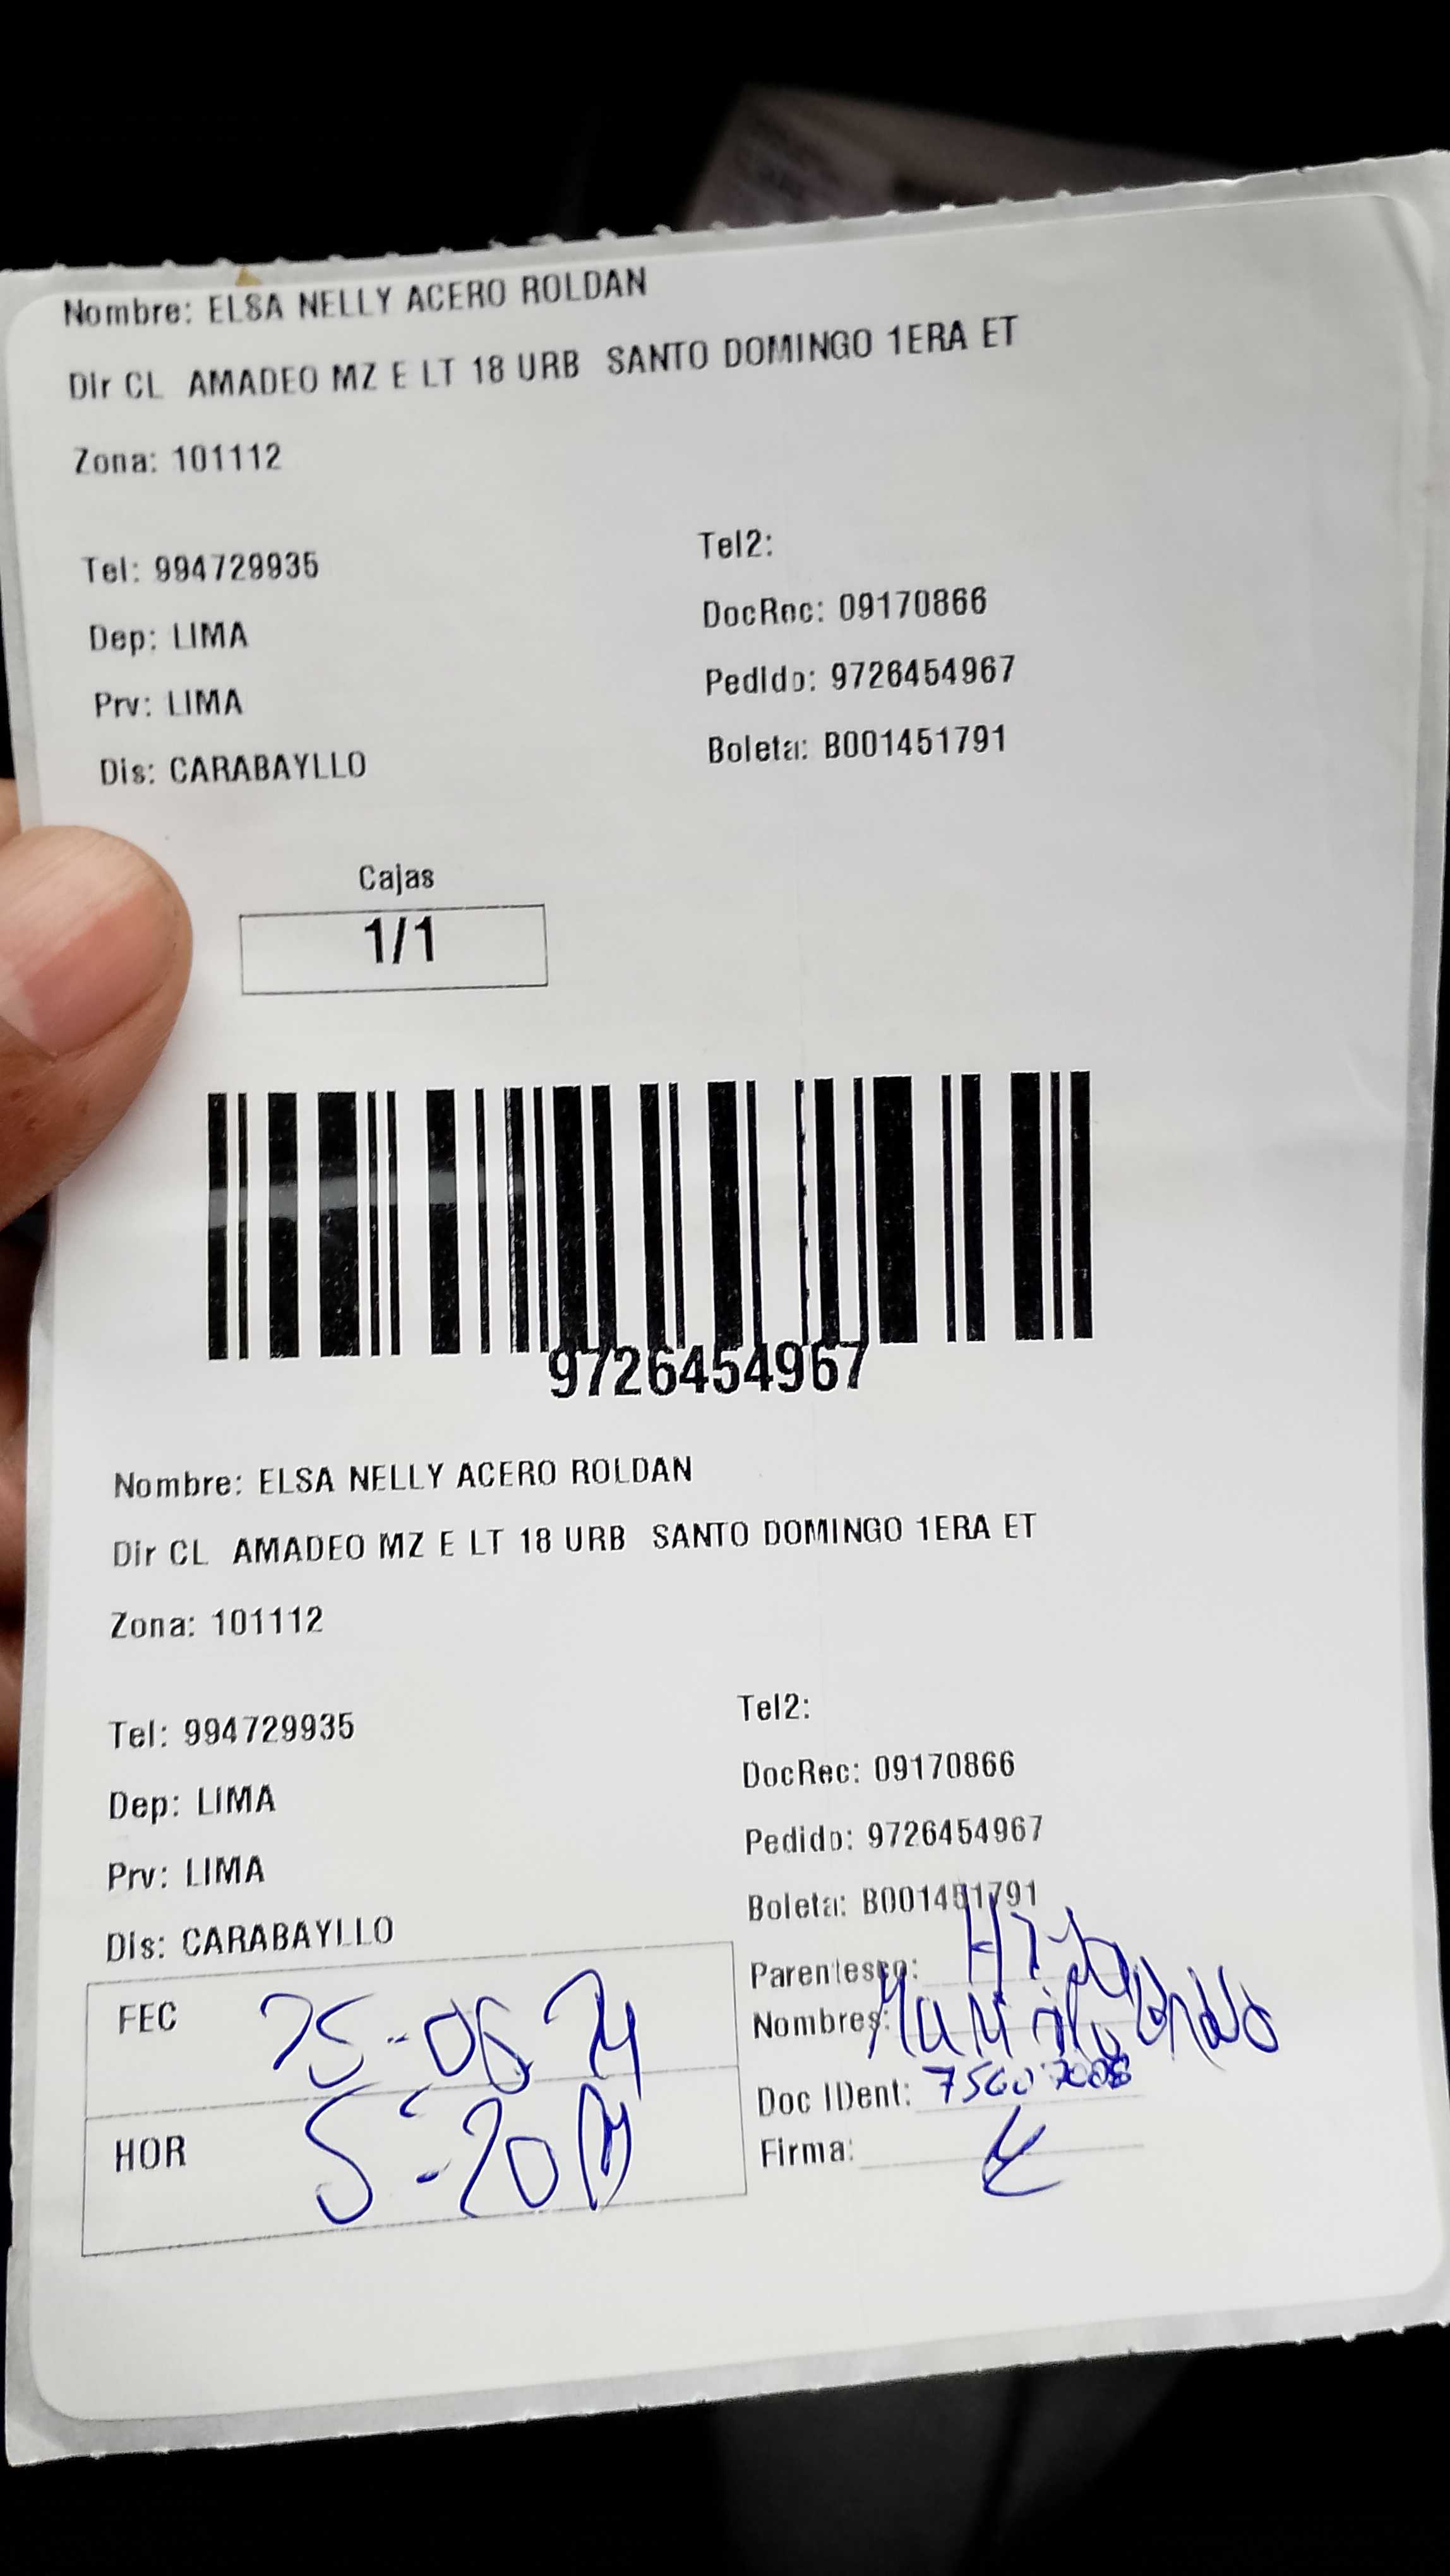 Nombre: ELSA NELLY ACERO ROLDAN
Dir CL AMADEO MZ E LT 18 URB SANTO DOMINGO 1ERA ET
Zona: 101112
Tel: 994729935
Tel2:
Dep: LIMA
DocRec: 09170866
Prv: LIMA
Pedido: 9726454967
Dis: CARABAYLLO
Boleta: B001451791
Cajas
1/1
9726454967
Nombre: ELSA NELLY ACERO ROLDAN
Dir CL AMADEO MZ E LT 18 URB SANTO DOMINGO 1ERA ET
Zona: 101112
Tel: 994729935
Tel2:
Dep: LIMA
DocRec: 09170866
Prv: LIMA
Pedido: 9726454967
Dis: CARABAYLLO
Boleta: B001451791
FEC 25-06-24
Parentesco:
Nombres:
Doc IDent:
HOR 5-20
Firma: